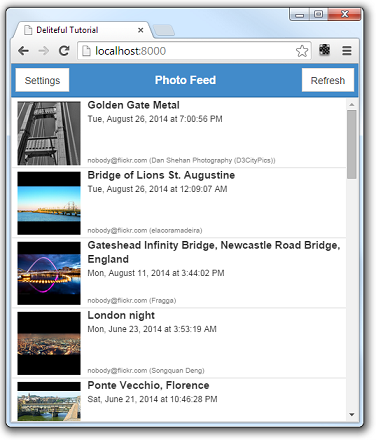 Deliteful Tutorial
localhost:8000
Settings
Photo Feed
Refresh
Golden Gate Metal
Tue, August 26, 2014 at 7:00:56 PM
nobody@flickr.com (Dan Shehan Photography (D3CityPics))
Bridge of Lions St. Augustine
Tue, August 26, 2014 at 12:09:07 AM
nobody@flickr.com (elacoramadeira)
Gateshead Infinity Bridge, Newcastle Road Bridge,
England
Mon, August 11, 2014 at 3:44:02 PM
nobody@flickr.com (Fragga)
London night
Mon, June 23, 2014 at 3:53:19 AM
nobody@flickr.com (Songquan Deng)
Ponte Vecchio, Florence
Sat, June 21, 2014 at 10:46:28 PM